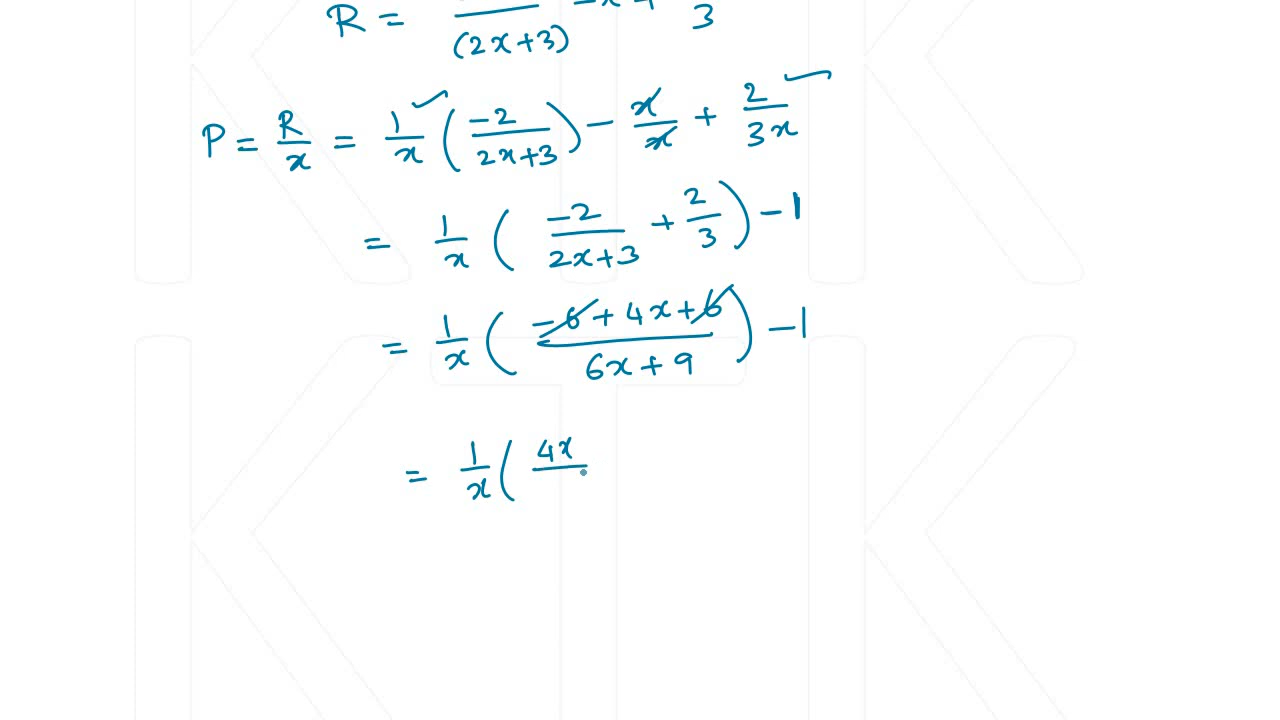 R = (2x+3) -x + 3
P = R/x = 1/x (-2/2x+3) - x/x + 2/3x
= 1/x ( -2/2x+3 + 2/3 ) - 1
= 1/x ( -6 + 4x + 6/6x + 9 ) - 1
= 1/x ( 4x